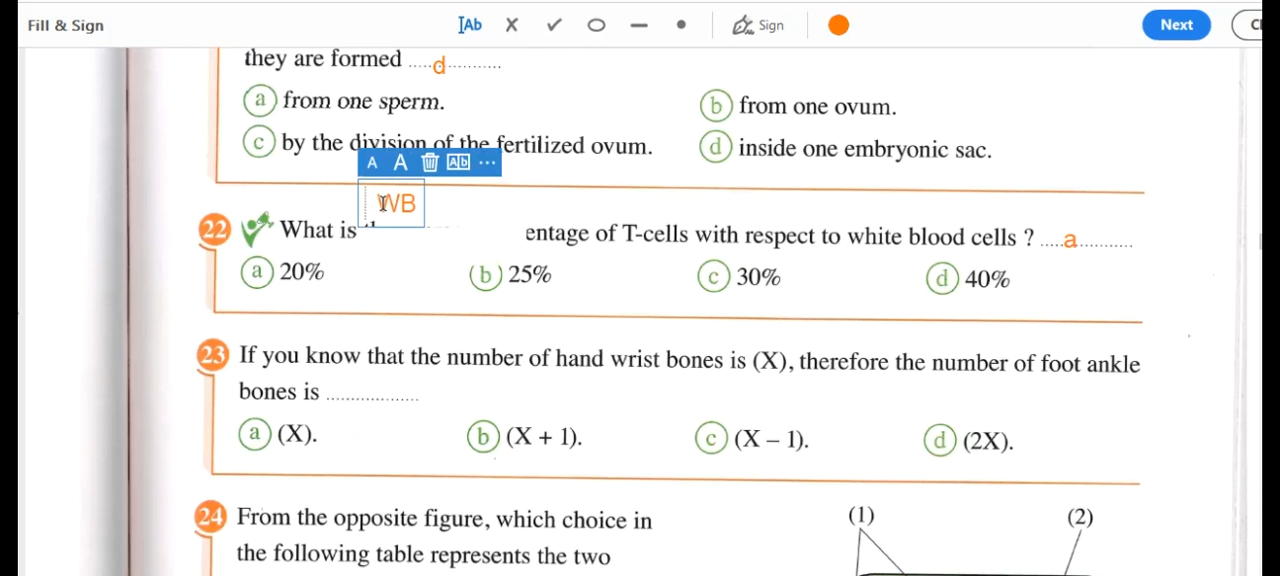 Fill & Sign
Ab
Sign
Next
they are formed .....d...........
a from one sperm.
b from one ovum.
c by the division of the fertilized ovum.
d inside one embryonic sac.
A A Ab ...
WB
22 What is entage of T-cells with respect to white blood cells ? .....a...........
a 20%
b 25%
c 30%
d 40%
23 If you know that the number of hand wrist bones is (X), therefore the number of foot ankle
bones is ..................
a (X).
b (X + 1).
c (X – 1).
d (2X).
24 From the opposite figure, which choice in
the following table represents the two
(1)
(2)